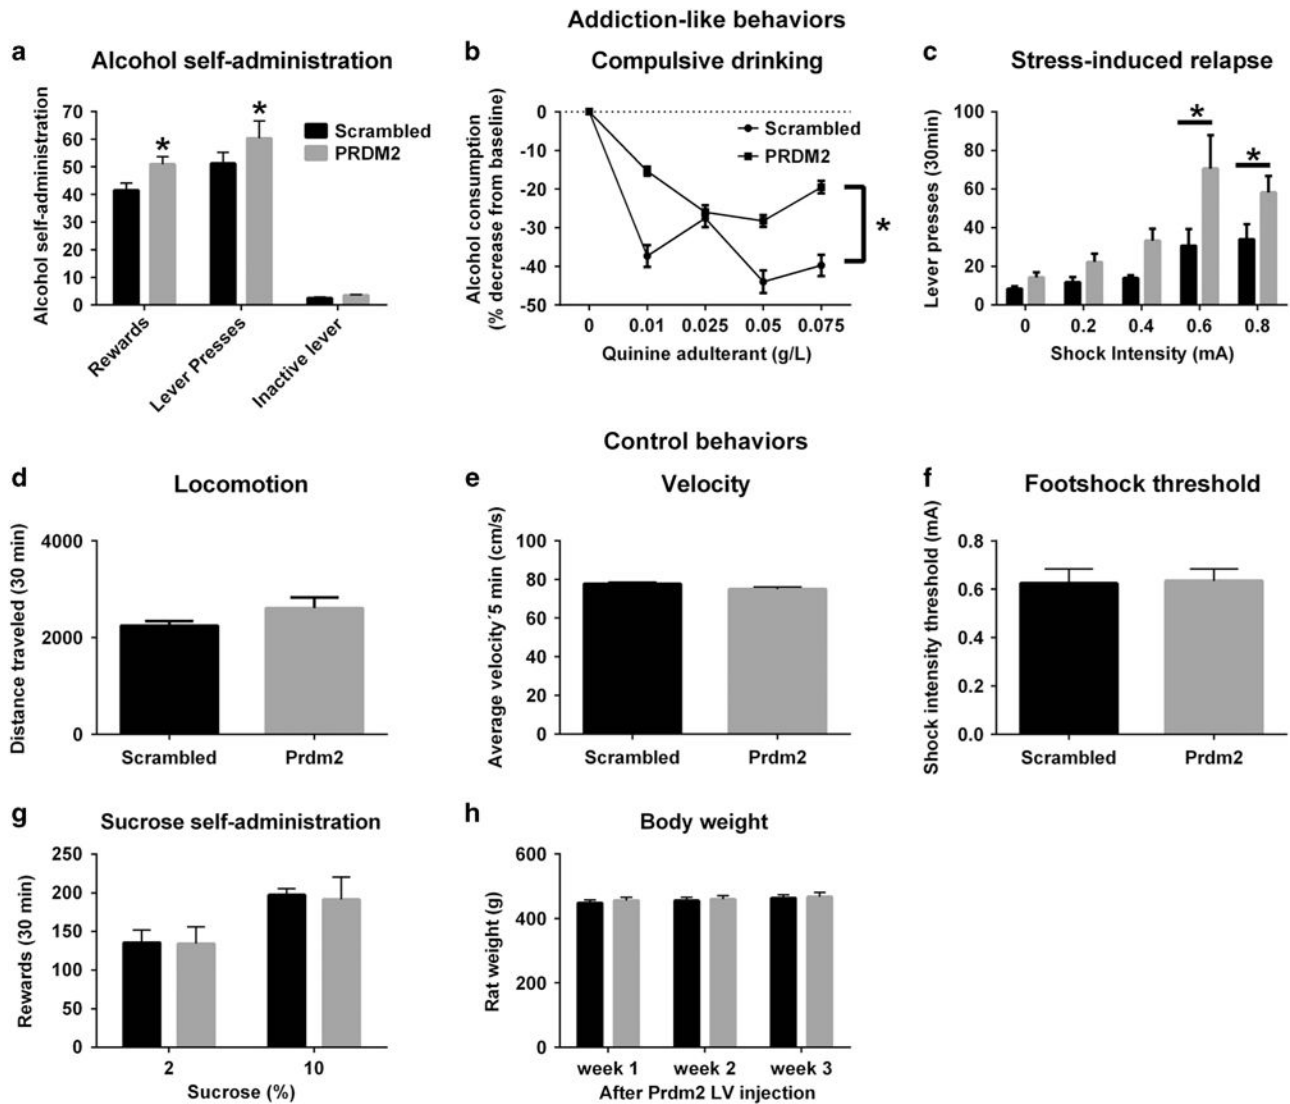 Addiction-like behaviors
a
Alcohol self-administration
Alcohol self-administration
70
60
50
40
30
20
10
0
*
*
Scrambled
PRDM2
Rewards
Lever Presses
Inactive lever
b
Compulsive drinking
Alcohol consumption
(% decrease from baseline)
0
-10
-20
-30
-40
-50
Scrambled
PRDM2
*
0 0.01 0.025 0.05 0.075
Quinine adulterant (g/L)
c
Stress-induced relapse
Lever presses (30min)
100
80
60
40
20
0
*
*
0 0.2 0.4 0.6 0.8
Shock Intensity (mA)
Control behaviors
d
Locomotion
Distance traveled (30 min)
4000
2000
0
Scrambled Prdm2
e
Velocity
Average velocity´5 min (cm/s)
100
80
60
40
20
0
Scrambled Prdm2
f
Footshock threshold
Shock intensity threshold (mA)
0.8
0.6
0.4
0.2
0.0
Scrambled Prdm2
g
Sucrose self-administration
Rewards (30 min)
250
200
150
100
50
0
2 10
Sucrose (%)
h
Body weight
Rat weight (g)
600
400
200
0
week 1 week 2 week 3
After Prdm2 LV injection